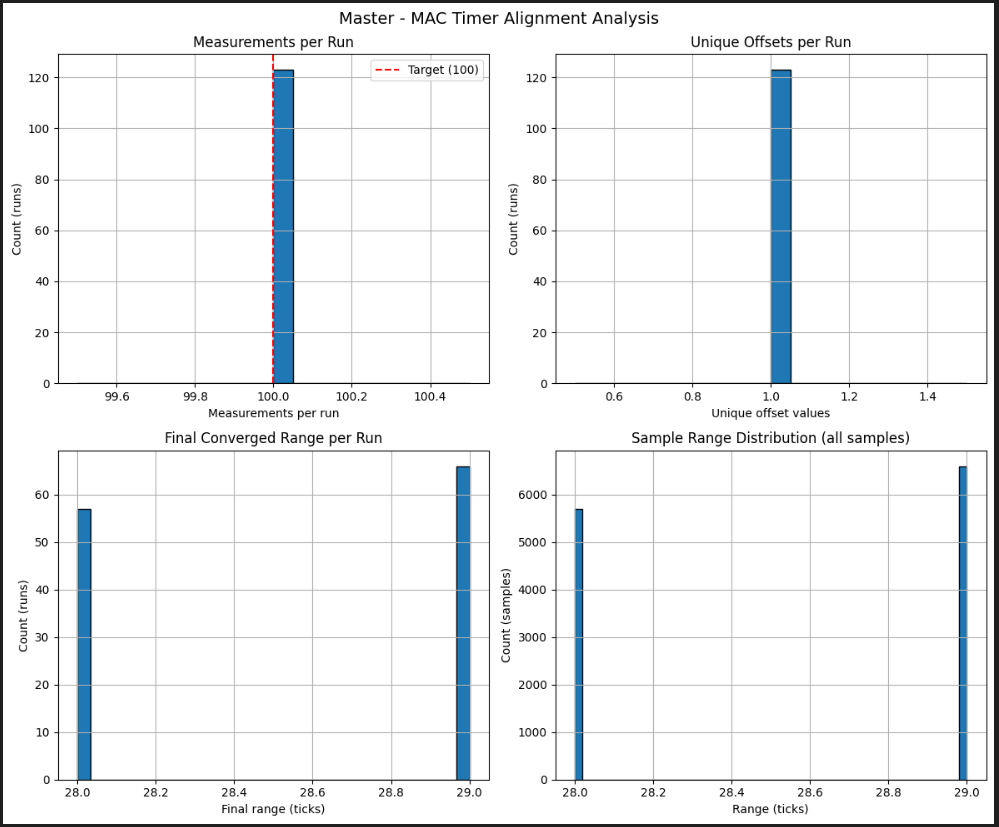 Master - MAC Timer Alignment Analysis
Measurements per Run
120
100
80
60
40
20
0
Count (runs)
Target (100)
99.6 99.8 100.0 100.2 100.4
Measurements per run
Unique Offsets per Run
120
100
80
60
40
20
0
Count (runs)
0.6 0.8 1.0 1.2 1.4
Unique offset values
Final Converged Range per Run
60
50
40
30
20
10
0
Count (runs)
28.0 28.2 28.4 28.6 28.8 29.0
Final range (ticks)
Sample Range Distribution (all samples)
6000
5000
4000
3000
2000
1000
0
Count (samples)
28.0 28.2 28.4 28.6 28.8 29.0
Range (ticks)